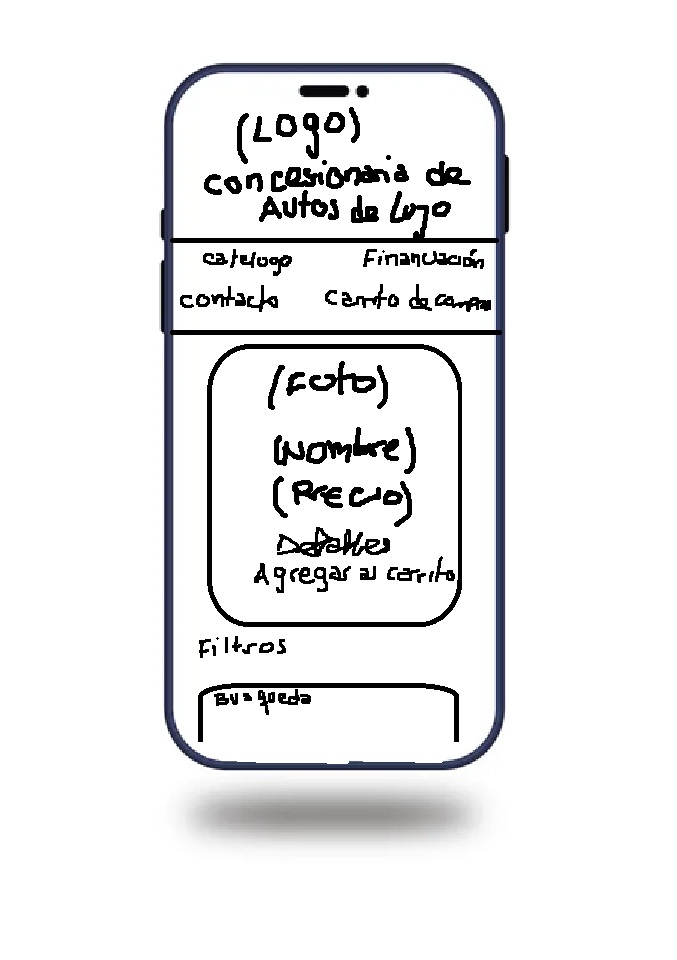 (Logo)
concesionaria de
Autos de lujo
catalogo Financiación
contacto Carrito de compras
(Foto)
(Nombre)
(Precio)
Detalles
Agregar al carrito
Filtros
Busqueda